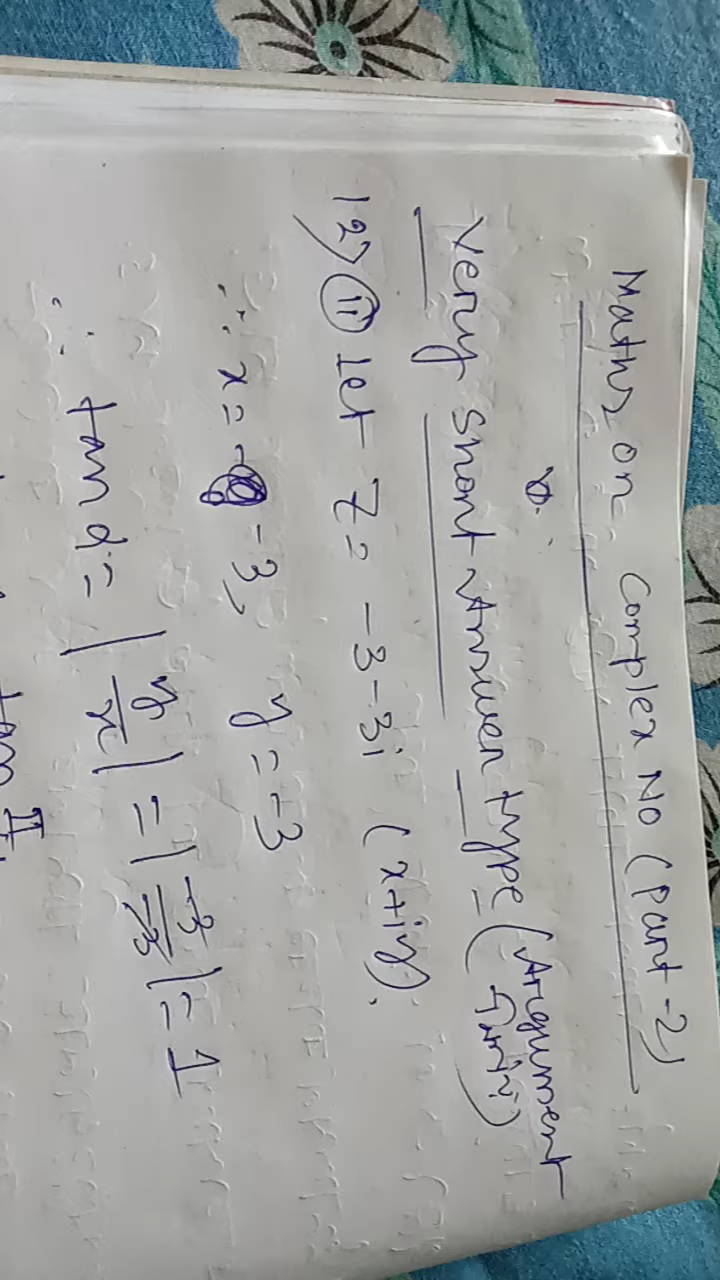 Maths on Complex No (Part-2)
Very Short Answer type (Argument
12) (ii) Let z = -3-3i (x+iy).
∴ x = -3, y = -3
∴ tan α = |y/x| = |-3/-3| = 1
tan π